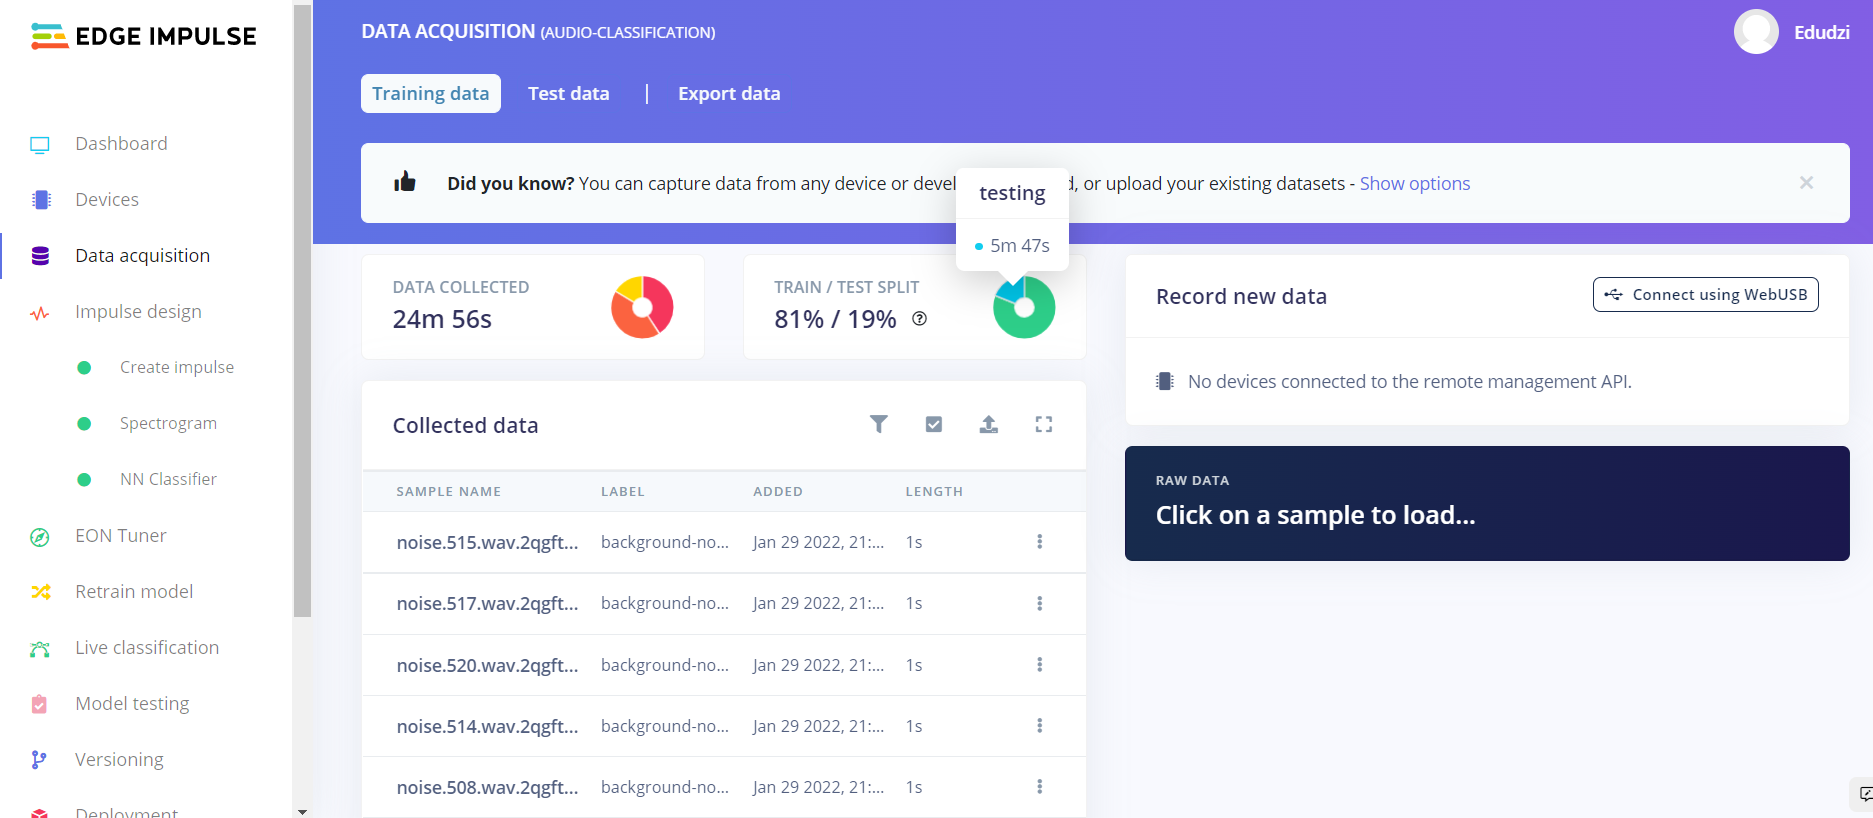 EDGE IMPULSE
Dashboard
Devices
Data acquisition
Impulse design
Create impulse
Spectrogram
NN Classifier
EON Tuner
Retrain model
Live classification
Model testing
Versioning
Deployment
DATA ACQUISITION (AUDIO-CLASSIFICATION)
Edudzi
Training data Test data | Export data
Did you know? You can capture data from any device or devel d, or upload your existing datasets - Show options ×
testing
5m 47s
DATA COLLECTED
24m 56s
TRAIN / TEST SPLIT
81% / 19% ?
Record new data
Connect using WebUSB
No devices connected to the remote management API.
RAW DATA
Click on a sample to load...
Collected data
SAMPLE NAME LABEL ADDED LENGTH
noise.515.wav.2qgft... background-no... Jan 29 2022, 21:... 1s
noise.517.wav.2qgft... background-no... Jan 29 2022, 21:... 1s
noise.520.wav.2qgft... background-no... Jan 29 2022, 21:... 1s
noise.514.wav.2qgft... background-no... Jan 29 2022, 21:... 1s
noise.508.wav.2qgft... background-no... Jan 29 2022, 21:... 1s